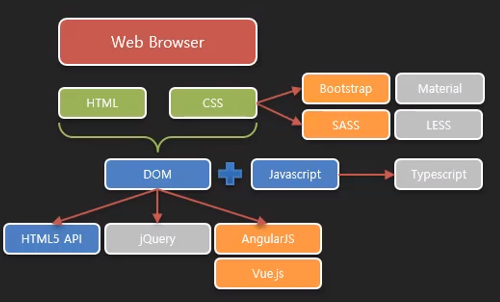 Web Browser
HTML
CSS
Bootstrap
Material
SASS
LESS
DOM
Javascript
Typescript
HTML5 API
jQuery
AngularJS
Vue.js